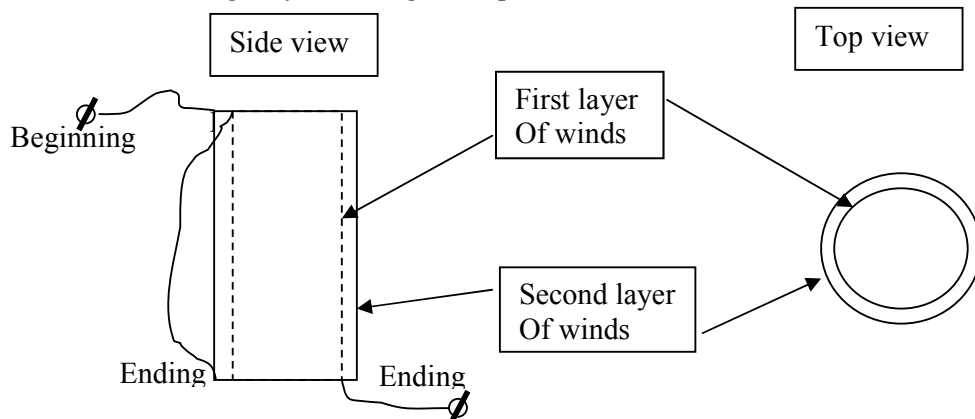 Side view
Top view
First layer
Of winds
Beginning
Second layer
Of winds
Ending
Ending